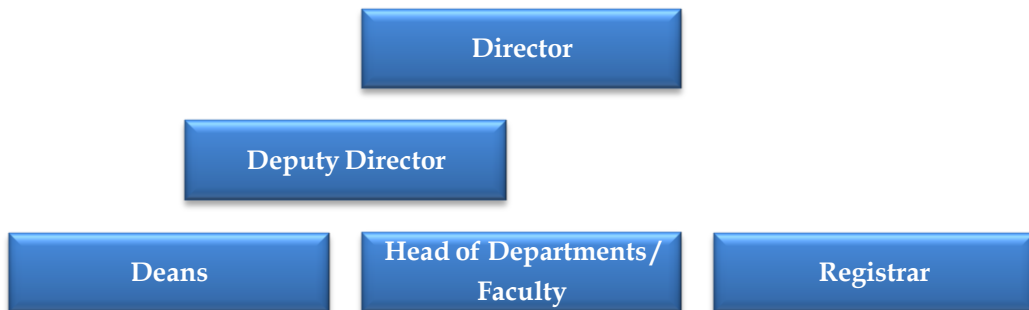 Director
Deputy Director
Deans
Head of Departments/
Faculty
Registrar